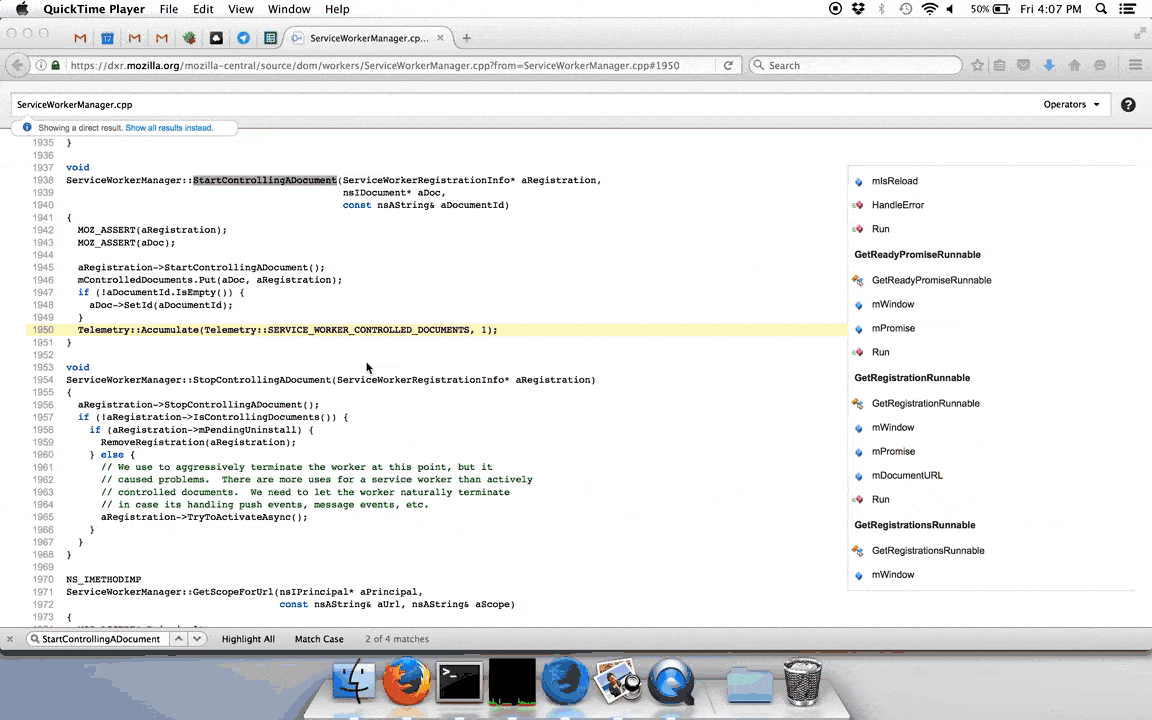 QuickTime Player File Edit View Window Help 50% Fri 4:07 PM
ServiceWorkerManager.cp...
https://dxr.mozilla.org/mozilla-central/source/dom/workers/ServiceWorkerManager.cpp?from=ServiceWorkerManager.cpp#1950 Search
ServiceWorkerManager.cpp Operators
Showing a direct result. Show all results instead.
1935 }
1936
1937 void
1938 ServiceWorkerManager::StartControllingADocument(ServiceWorkerRegistrationInfo* aRegistration,
1939 nsIDocument* aDoc,
1940 const nsAString& aDocumentId)
1941 {
1942 MOZ_ASSERT(aRegistration);
1943 MOZ_ASSERT(aDoc);
1944
1945 aRegistration->StartControllingADocument();
1946 mControlledDocuments.Put(aDoc, aRegistration);
1947 if (!aDocumentId.IsEmpty()) {
1948 aDoc->SetId(aDocumentId);
1949 }
1950 Telemetry::Accumulate(Telemetry::SERVICE_WORKER_CONTROLLED_DOCUMENTS, 1);
1951 }
1952
1953 void
1954 ServiceWorkerManager::StopControllingADocument(ServiceWorkerRegistrationInfo* aRegistration)
1955 {
1956 aRegistration->StopControllingADocument();
1957 if (!aRegistration->IsControllingDocuments()) {
1958 if (aRegistration->mPendingUninstall) {
1959 RemoveRegistration(aRegistration);
1960 } else {
1961 // We use to aggressively terminate the worker at this point, but it
1962 // caused problems. There are more uses for a service worker than actively
1963 // controlled documents. We need to let the worker naturally terminate
1964 // in case its handling push events, message events, etc.
1965 aRegistration->TryToActivateAsync();
1966 }
1967 }
1968 }
1969
1970 NS_IMETHODIMP
1971 ServiceWorkerManager::GetScopeForUrl(nsIPrincipal* aPrincipal,
1972 const nsAString& aUrl, nsAString& aScope)
1973 {
mIsReload
HandleError
Run
GetReadyPromiseRunnable
GetReadyPromiseRunnable
mWindow
mPromise
Run
GetRegistrationRunnable
GetRegistrationRunnable
mWindow
mPromise
mDocumentURL
Run
GetRegistrationsRunnable
GetRegistrationsRunnable
mWindow
StartControllingADocument Highlight All Match Case 2 of 4 matches